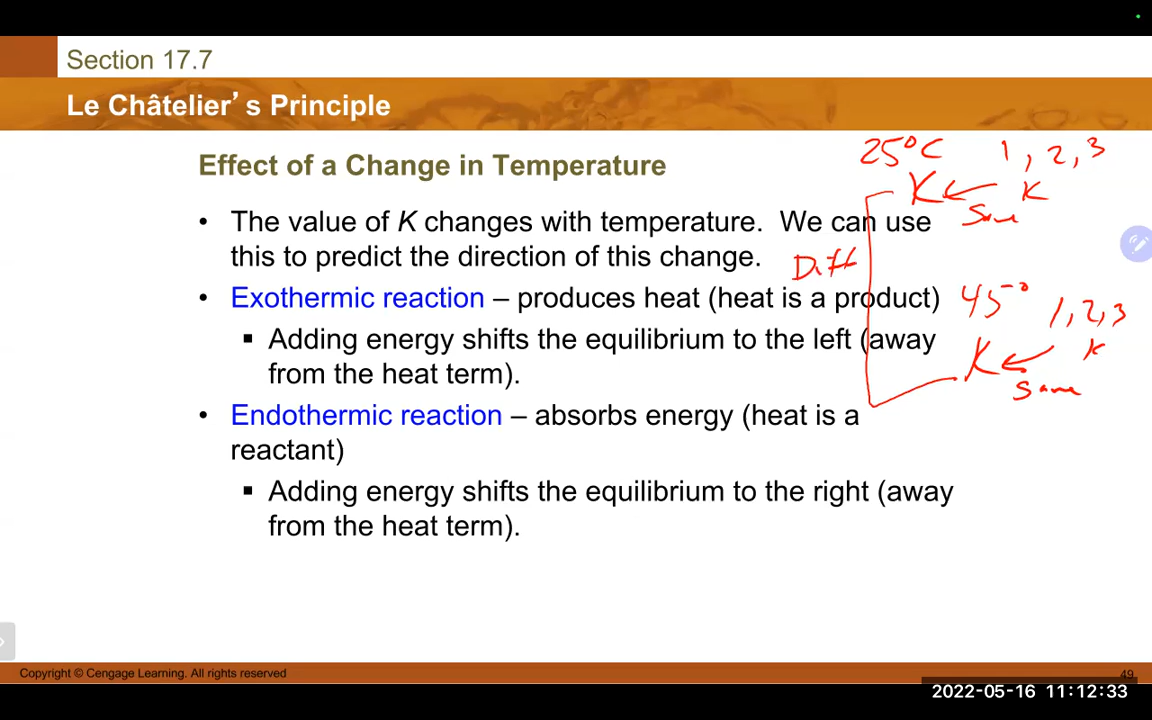 Section 17.7
Le Châtelier's Principle
Effect of a Change in Temperature
• The value of K changes with temperature. We can use
this to predict the direction of this change.
• Exothermic reaction – produces heat (heat is a product)
▪ Adding energy shifts the equilibrium to the left (away
from the heat term).
• Endothermic reaction – absorbs energy (heat is a
reactant)
▪ Adding energy shifts the equilibrium to the right (away
from the heat term).
25°C 1, 2, 3
K ← K
Same
Diff
45° 1, 2, 3
K ← K
Same
Copyright © Cengage Learning. All rights reserved
49
2022-05-16 11:12:33